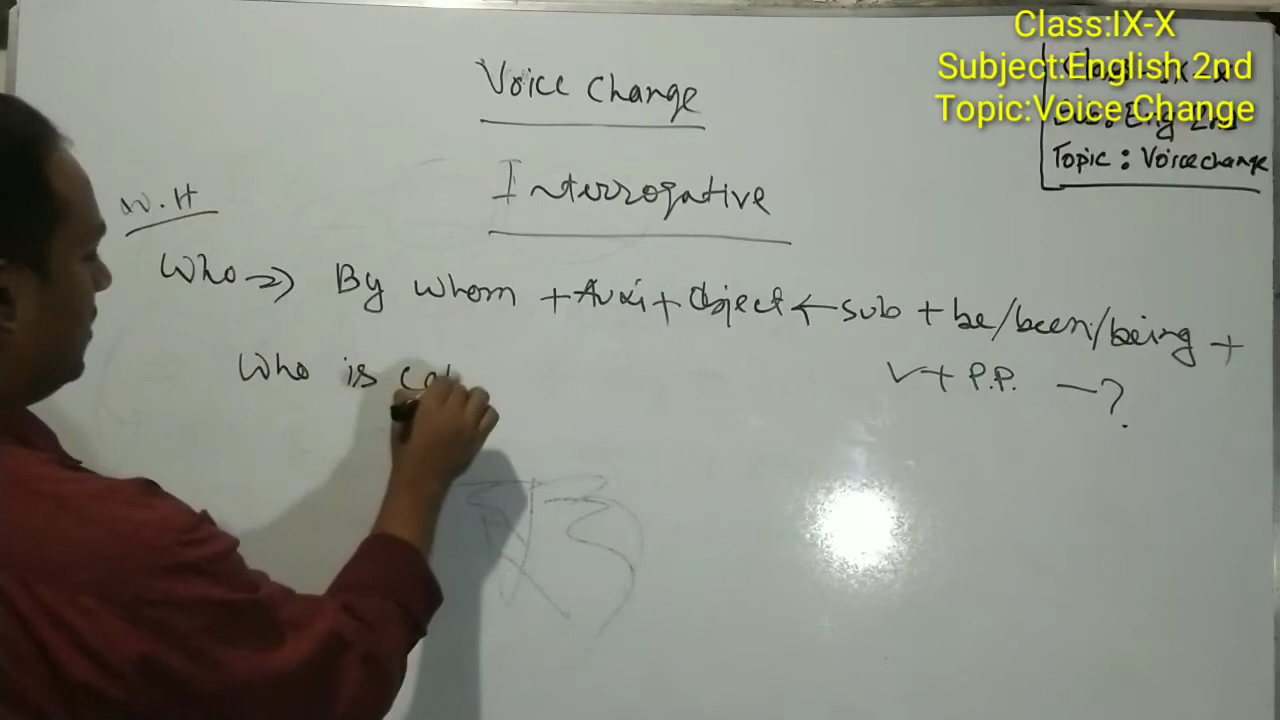 Class:IX-X
Subject:English 2nd
Topic:Voice Change
Voice Change
Topic : Voice change
Interrogative
W.H
Who => By whom + Auxi + Object ← sub + be/been/being +
V + P.P. — ?
Who is